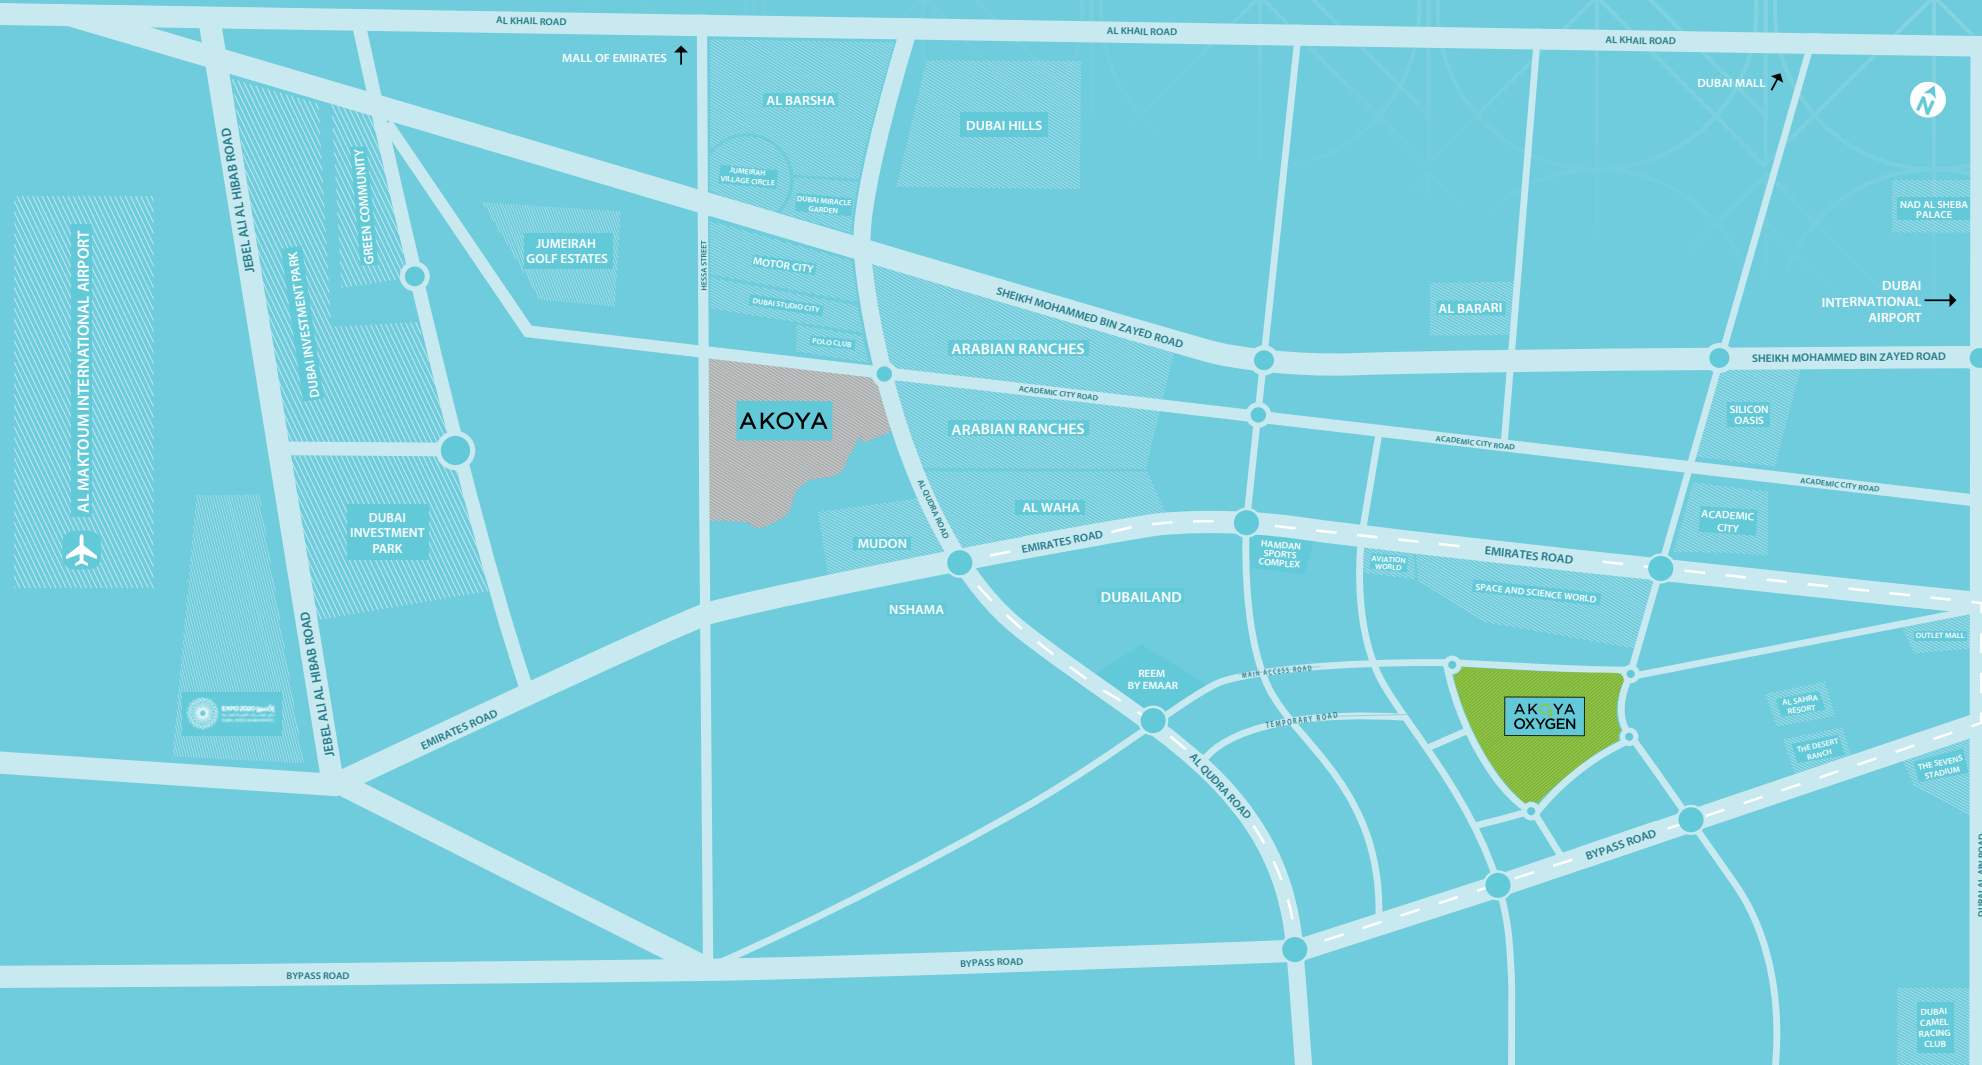 AL KHAIL ROAD
AL KHAIL ROAD
AL KHAIL ROAD
MALL OF EMIRATES
DUBAI MALL
N
AL BARSHA
DUBAI HILLS
JUMEIRAH
VILLAGE CIRCLE
DUBAI MIRACLE
GARDEN
JEBEL ALI AL HIBAB ROAD
GREEN COMMUNITY
NAD AL SHEBA
PALACE
AL MAKTOUM INTERNATIONAL AIRPORT
DUBAI INVESTMENT PARK
JUMEIRAH
GOLF ESTATES
HESSA STREET
MOTOR CITY
DUBAI STUDIO CITY
POLO CLUB
SHEIKH MOHAMMED BIN ZAYED ROAD
AL BARARI
DUBAI
INTERNATIONAL
AIRPORT
SHEIKH MOHAMMED BIN ZAYED ROAD
ARABIAN RANCHES
ACADEMIC CITY ROAD
ARABIAN RANCHES
AKOYA
SILICON
OASIS
ACADEMIC CITY ROAD
ACADEMIC CITY ROAD
AL QUDRA ROAD
AL WAHA
ACADEMIC
CITY
DUBAI
INVESTMENT
PARK
MUDON
EMIRATES ROAD
HAMDAN
SPORTS
COMPLEX
AVIATION
WORLD
EMIRATES ROAD
SPACE AND SCIENCE WORLD
NSHAMA
DUBAILAND
OUTLET MALL
JEBEL ALI AL HIBAB ROAD
REEM
BY EMAAR
MAIN ACCESS ROAD
TEMPORARY ROAD
AKOYA
OXYGEN
AL SAHRA
RESORT
THE DESERT
RANCH
THE SEVENS
STADIUM
EXPO 2020
EMIRATES ROAD
AL QUDRA ROAD
BYPASS ROAD
DUBAI AL AIN ROAD
BYPASS ROAD
BYPASS ROAD
DUBAI
CAMEL
RACING
CLUB